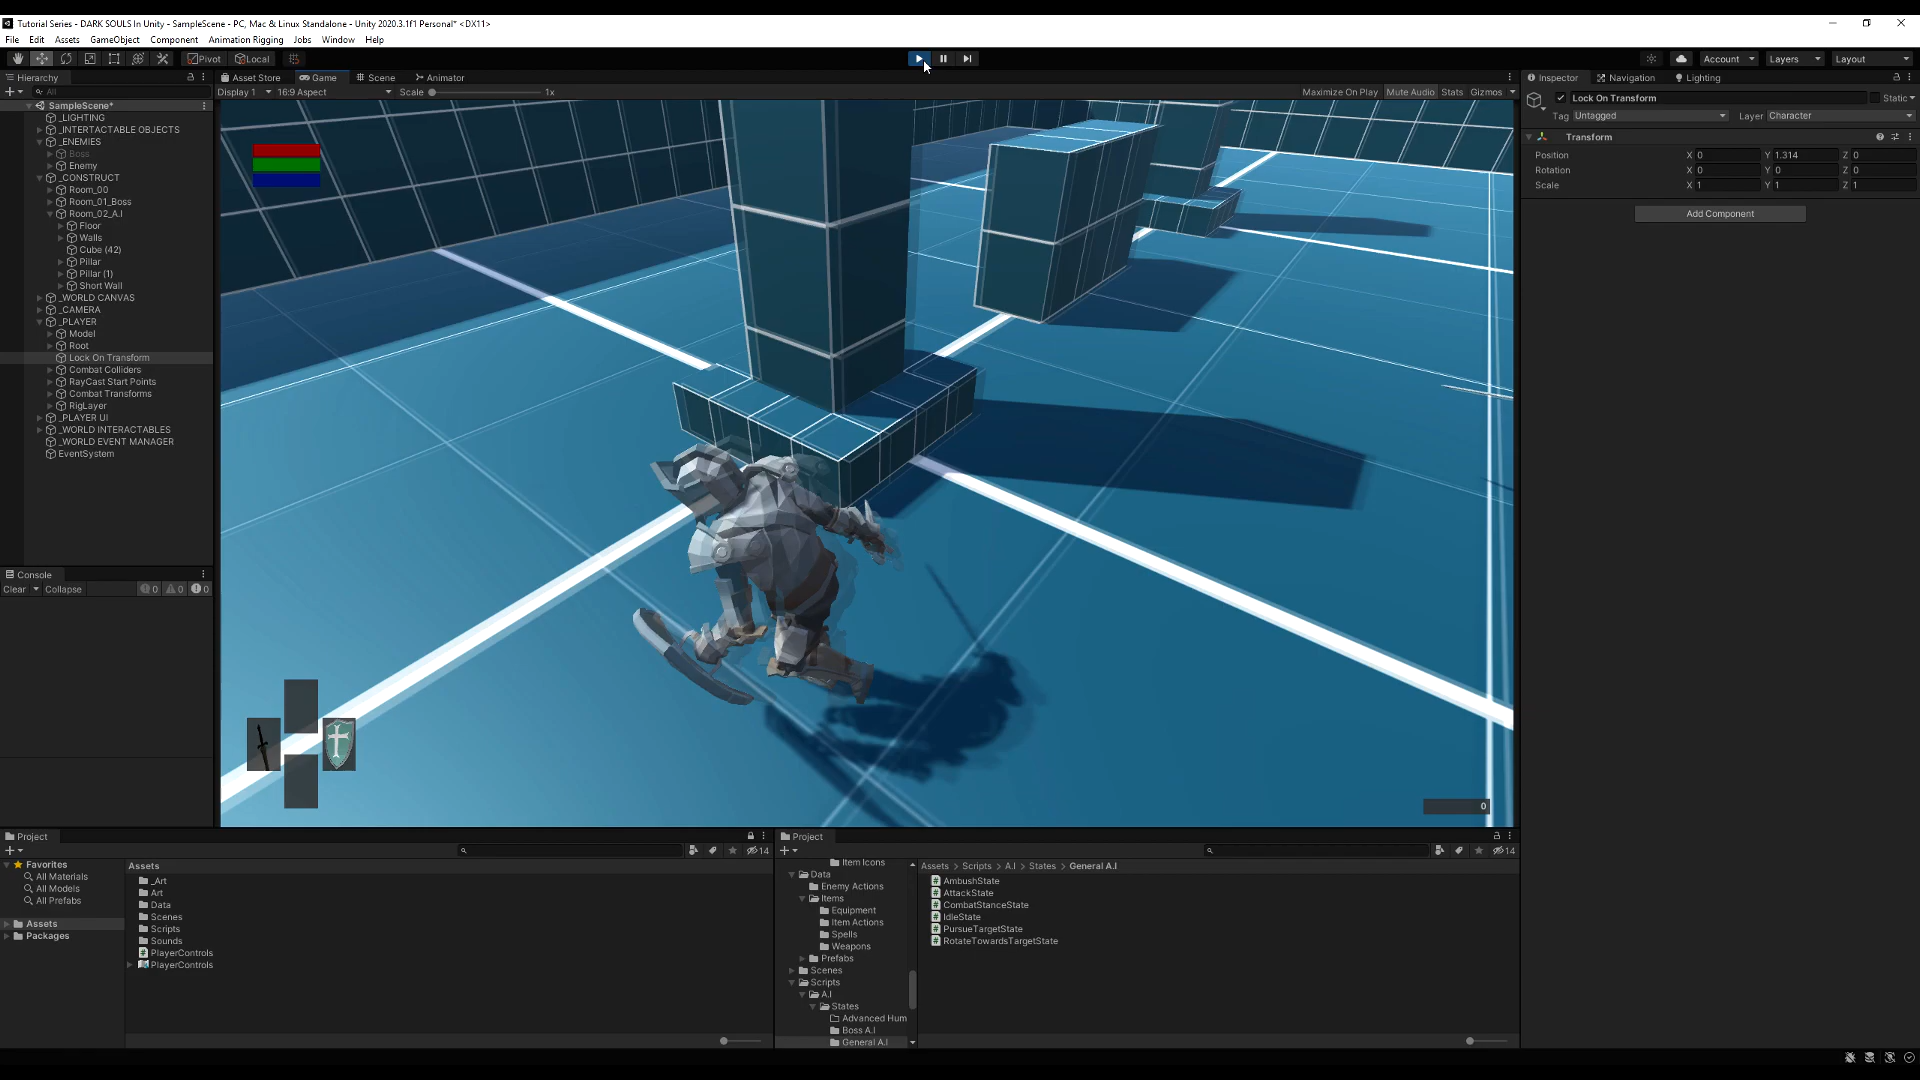 Tutorial Series - DARK SOULS In Unity - SampleScene - PC, Mac & Linux Standalone - Unity 2020.3.1f1 Personal* <DX11>
File Edit Assets GameObject Component Animation Rigging Jobs Window Help
Pivot Local Account Layers Layout
Hierarchy
All
SampleScene*
_LIGHTING
_INTERTACTABLE OBJECTS
_ENEMIES
Boss
Enemy
_CONSTRUCT
Room_00
Room_01_Boss
Room_02_A.I
Floor
Walls
Cube (42)
Pillar
Pillar (1)
Short Wall
_WORLD CANVAS
_CAMERA
_PLAYER
Model
Root
Lock On Transform
Combat Colliders
RayCast Start Points
Combat Transforms
RigLayer
_PLAYER UI
_WORLD INTERACTABLES
_WORLD EVENT MANAGER
EventSystem
Console
Clear Collapse 0 0 0
Asset Store Game Scene Animator
Display 1 16:9 Aspect Scale 1x Maximize On Play Mute Audio Stats Gizmos
0
Inspector Navigation Lighting
Lock On Transform Static
Tag Untagged Layer Character
Transform
Position X 0 Y 1.314 Z 0
Rotation X 0 Y 0 Z 0
Scale X 1 Y 1 Z 1
Add Component
Project
14
Favorites
All Materials
All Models
All Prefabs
Assets
Packages
Assets
_Art
Art
Data
Scenes
Scripts
Sounds
PlayerControls
PlayerControls
Project
14
Item Icons
Data
Enemy Actions
Items
Equipment
Item Actions
Spells
Weapons
Prefabs
Scenes
Scripts
A.I
States
Advanced Hum
Boss A.I
General A.I
Assets > Scripts > A.I > States > General A.I
AmbushState
AttackState
CombatStanceState
IdleState
PursueTargetState
RotateTowardsTargetState